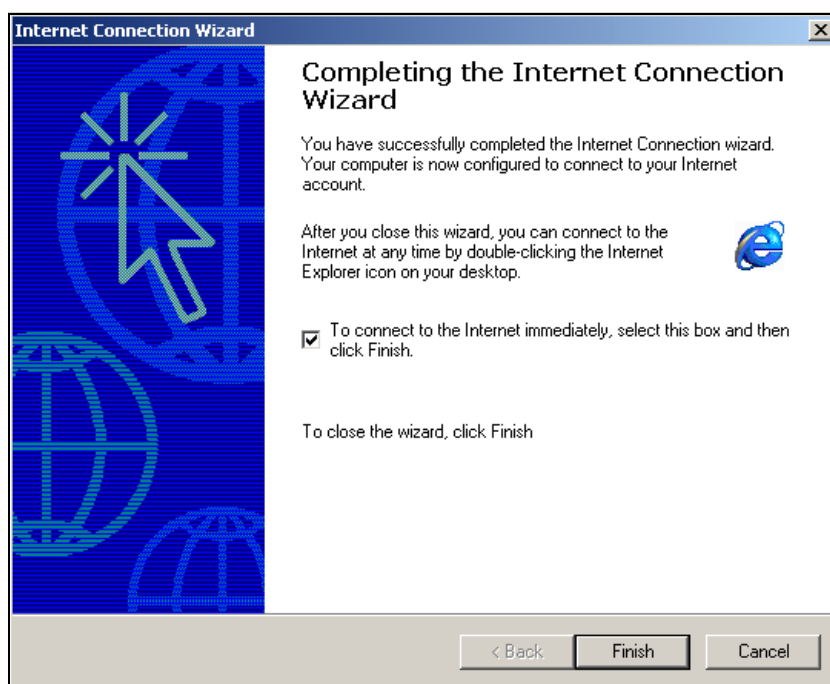 Internet Connection Wizard
Completing the Internet Connection
Wizard
You have successfully completed the Internet Connection wizard.
Your computer is now configured to connect to your Internet
account.
After you close this wizard, you can connect to the
Internet at any time by double-clicking the Internet
Explorer icon on your desktop.
To connect to the Internet immediately, select this box and then
click Finish.
To close the wizard, click Finish
< Back
Finish
Cancel